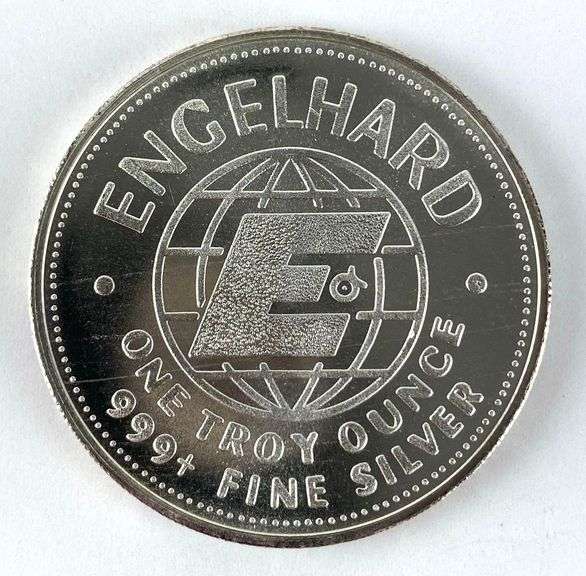 ENGELHARD
E
ONE TROY OUNCE
999+ FINE SILVER